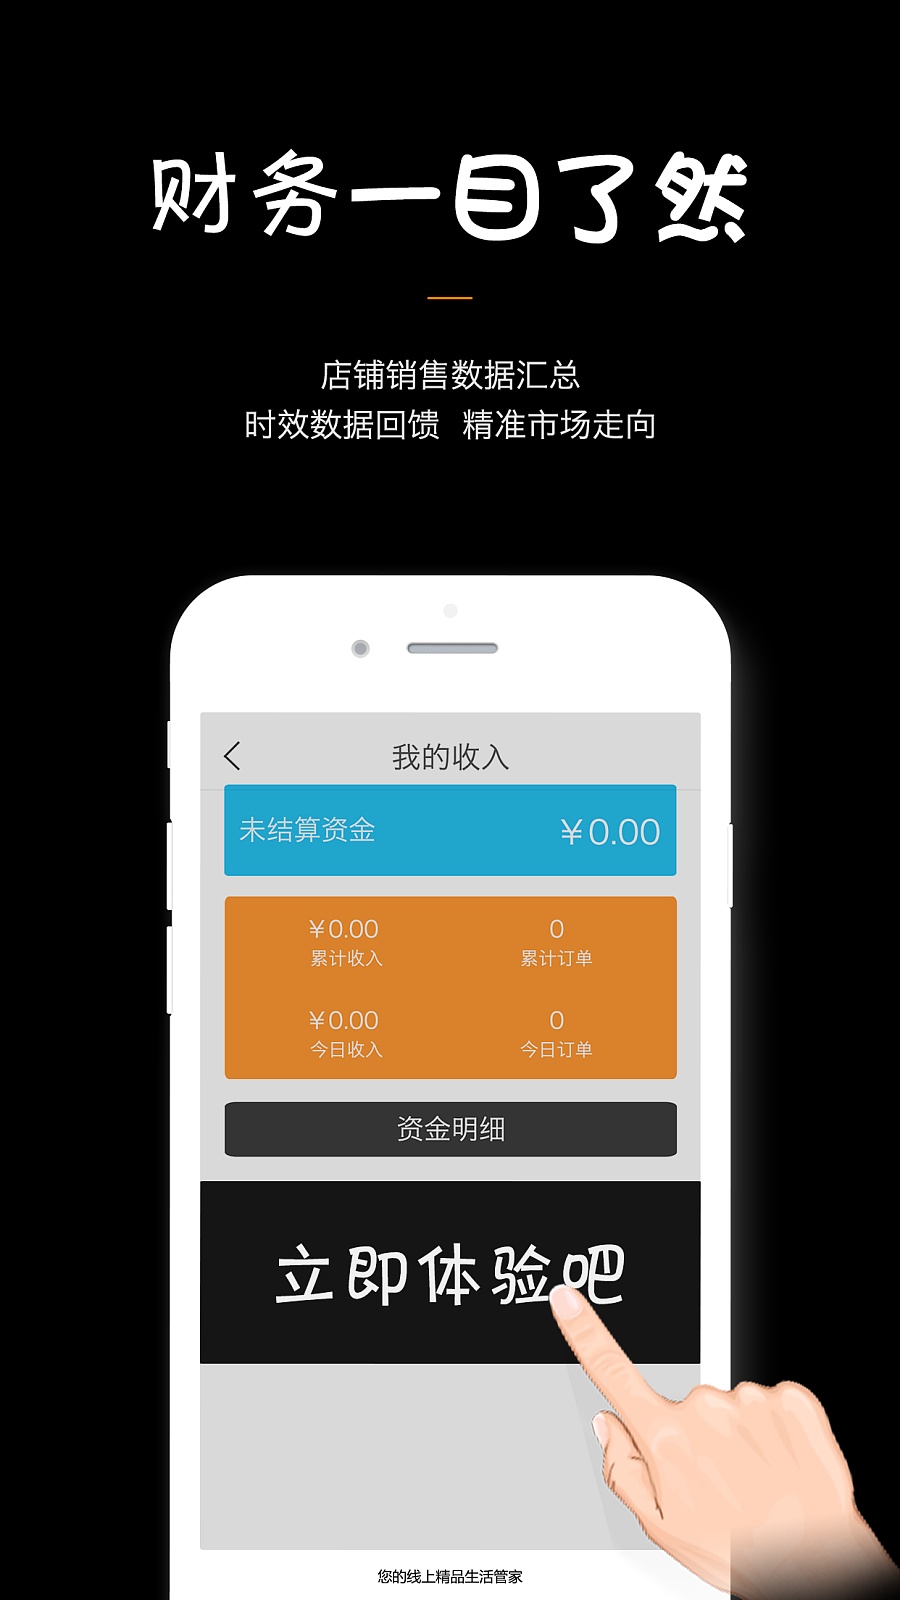 财务一目了然
店铺销售数据汇总
时效数据回馈 精准市场走向
我的收入
未结算资金 ¥0.00
¥0.00 0
累计收入 累计订单
¥0.00 0
今日收入 今日订单
资金明细
立即体验吧
您的线上精品生活管家